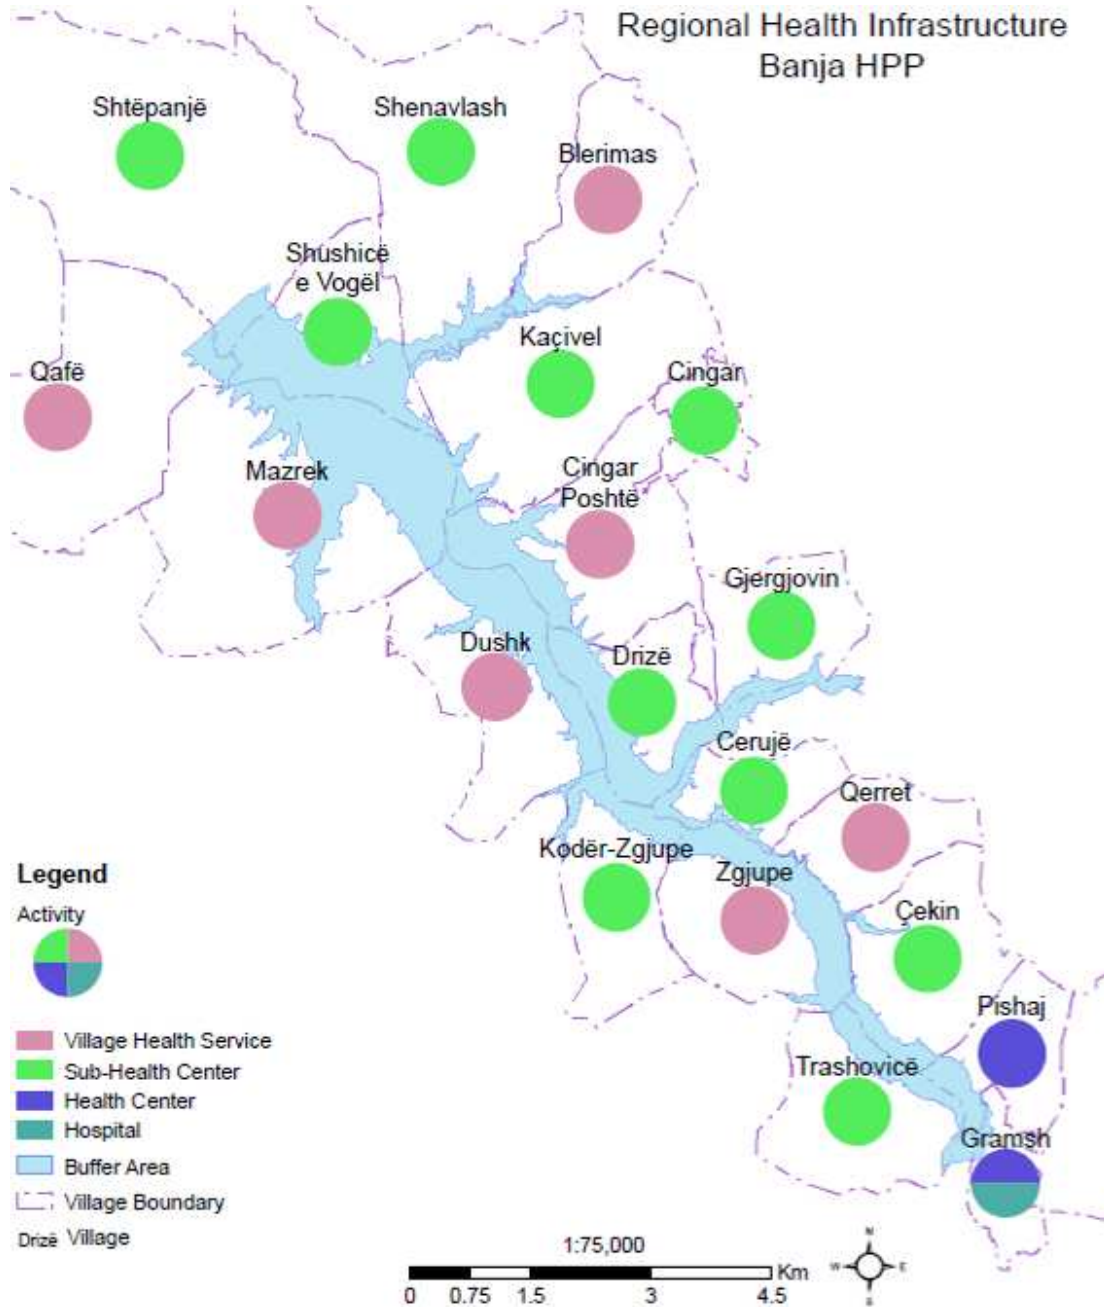 Regional Health Infrastructure
Banja HPP
Shtëpanjë
Shenavlash
Blerimas
Shushicë
e Vogël
Kaçivel
Qafë
Cingar
Mazrek
Cingar
Poshtë
Gjergjovin
Dushk
Drizë
Cerujë
Qerret
Kodër-Zgjupe
Zgjupe
Çekin
Pishaj
Trashovicë
Gramsh
Legend
Activity
Village Health Service
Sub-Health Center
Health Center
Hospital
Buffer Area
Village Boundary
Drizë Village
1:75,000
Km
0 0.75 1.5 3 4.5
N
W E
S